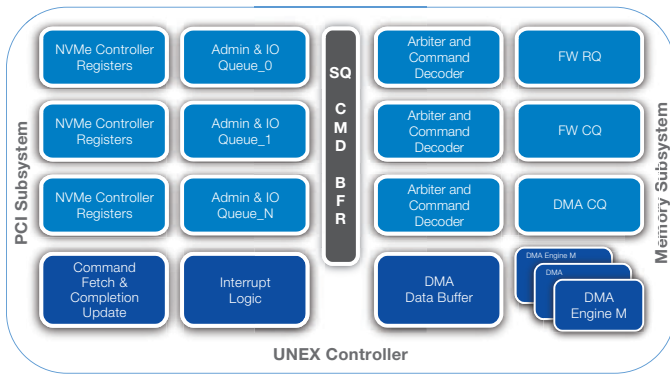 PCI Subsystem
NVMe Controller
Registers
Admin & IO
Queue_0
NVMe Controller
Registers
Admin & IO
Queue_1
NVMe Controller
Registers
Admin & IO
Queue_N
Command
Fetch &
Completion
Update
Interrupt
Logic
SQ
C
M
D
B
F
R
Arbiter and
Command
Decoder
FW RQ
Arbiter and
Command
Decoder
FW CQ
Arbiter and
Command
Decoder
DMA CQ
DMA
Data Buffer
DMA Engine M
DMA
DMA
Engine M
Memory Subsystem
UNEX Controller